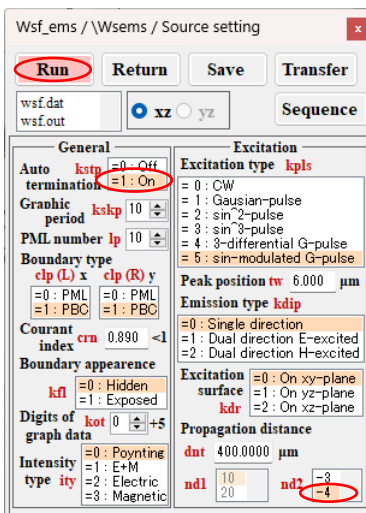 Wsf_ems / \Wsems / Source setting
x
Run Return Save Transfer
wsf.dat
wsf.out
xz yz
Sequence
General
Auto kstp
termination
=0 : Off
=1 : On
Graphic
period kskp 10
PML number lp 10
Boundary type
clp (L) x clp (R) y
=0 : PML =0 : PML
=1 : PBC =1 : PBC
Courant
index crn 0.890 <1
Boundary appearence
kfl
=0 : Hidden
=1 : Exposed
Digits of
graph data kot 0 +5
Intensity
type ity
=0 : Poynting
=1 : E+M
=2 : Electric
=3 : Magnetic
Excitation
Excitation type kpls
= 0 : CW
= 1 : Gausian-pulse
= 2 : sin^2-pulse
= 3 : sin^3-pulse
= 4 : 3-differential G-pulse
= 5 : sin-modulated G-pulse
Peak position tw 6.000 μm
Emission type kdip
=0 : Single direction
=1 : Dual direction E-excited
=2 : Dual direction H-excited
Excitation
surface
kdr
=0 : On xy-plane
=1 : On yz-plane
=2 : On xz-plane
Propagation distance
dnt 400.0000 μm
nd1
10
20
nd2
-3
-4